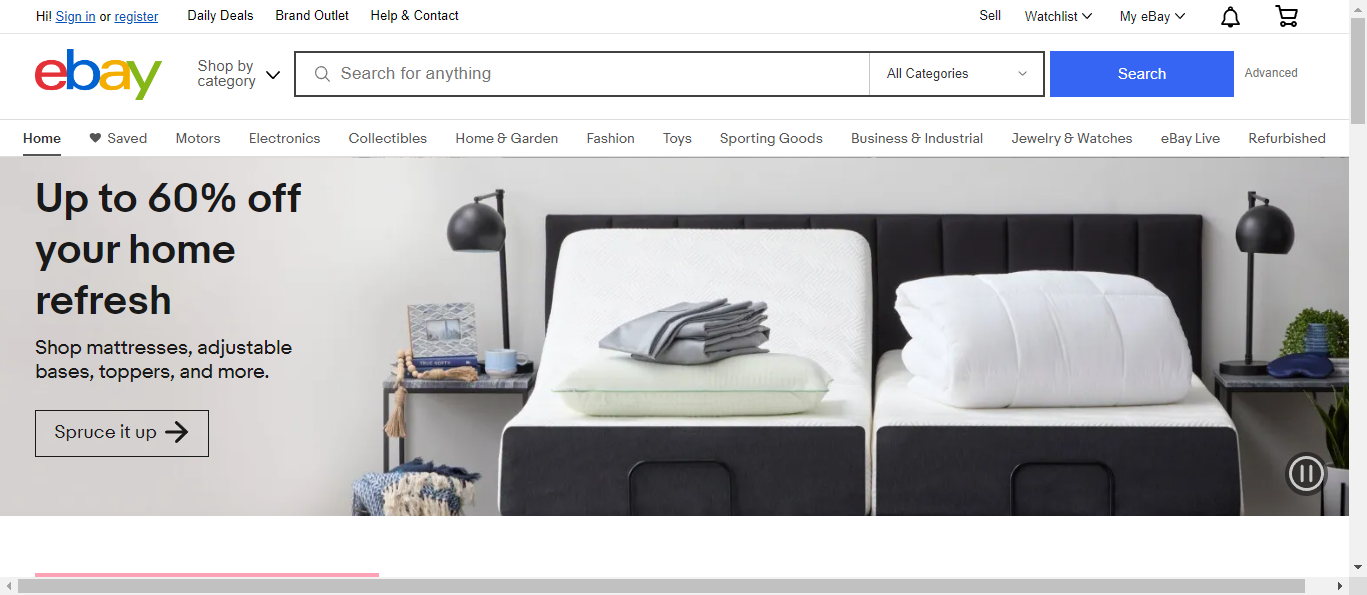 Hi! Sign in or register Daily Deals Brand Outlet Help & Contact Sell Watchlist My eBay
ebay
Shop by
category
Search for anything All Categories Search Advanced
Home Saved Motors Electronics Collectibles Home & Garden Fashion Toys Sporting Goods Business & Industrial Jewelry & Watches eBay Live Refurbished
Up to 60% off
your home
refresh
Shop mattresses, adjustable
bases, toppers, and more.
Spruce it up
TRUE NORTH